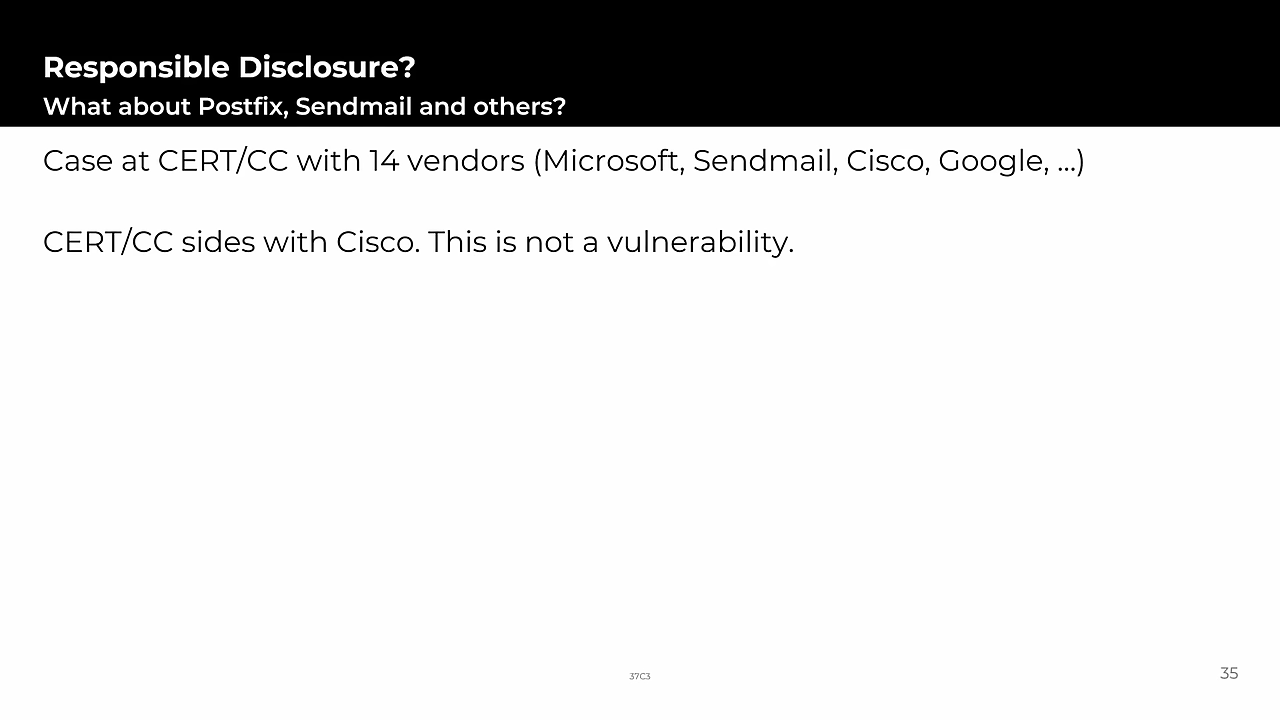 Responsible Disclosure?
What about Postfix, Sendmail and others?
Case at CERT/CC with 14 vendors (Microsoft, Sendmail, Cisco, Google, ...)
CERT/CC sides with Cisco. This is not a vulnerability.
37C3
35